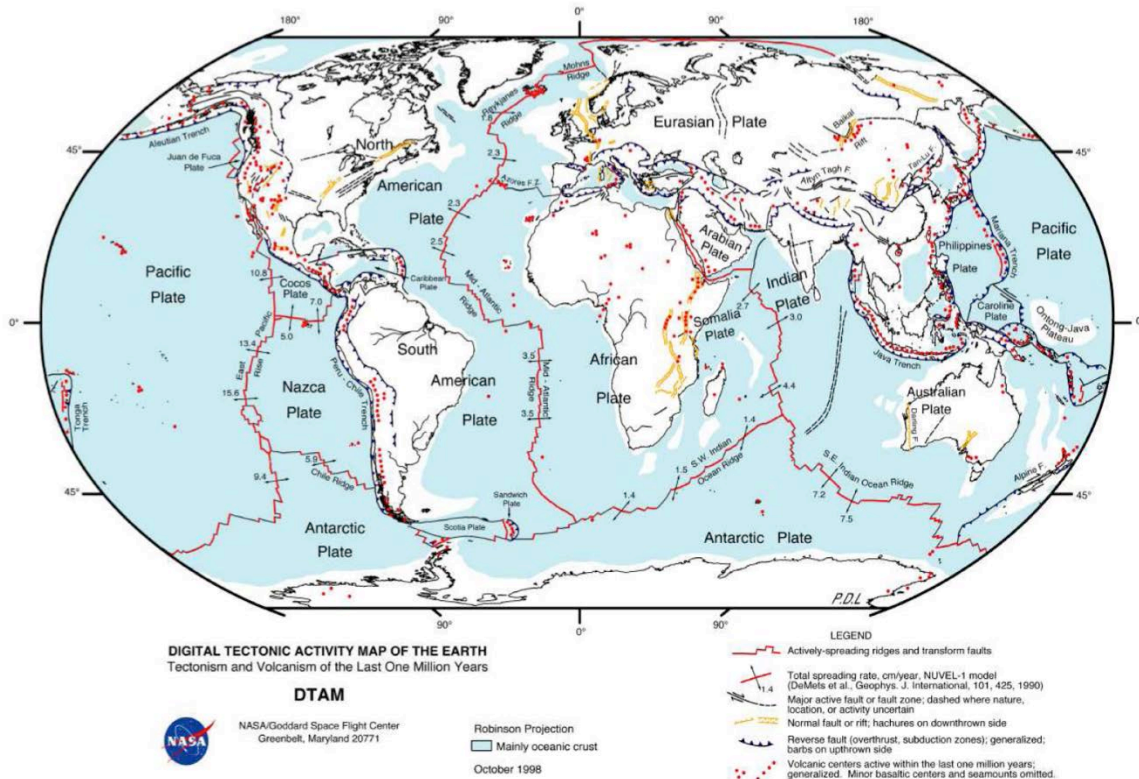 180°
90°
0°
90°
180°
Mohns
Ridge
Reykjanes
Ridge
1.8
Aleutian Trench
45°
Juan de Fuca
Plate
North
American
Plate
2.3
Azores F.Z.
2.3
2.5
Eurasian Plate
Baikal
Rift
Altyn Tagh F.
Tan-Lu F.
45°
Pacific
Plate
10.8
Cocos
Plate
7.0
5.0
Caribbean
Plate
Mid - Atlantic
Ridge
Arabian
Plate
Indian
Plate
2.7
3.0
Somalia
Plate
Philippines
Plate
Mariana Trench
Pacific
Plate
Caroline
Plate
Ontong-Java
Plateau
0°
0°
13.4
East
Pacific
Rise
15.6
Nazca
Plate
Peru - Chile Trench
South
American
Plate
3.5
Mid - Atlantic
Ridge
3.5
African
Plate
4.4
1.4
Java Trench
Australian
Plate
Darling F.
Tonga
Trench
5.9
Chile Ridge
9.4
45°
1.5
S.W. Indian
Ocean Ridge
1.4
S.E. Indian Ocean Ridge
7.2
7.5
Alpine F.
45°
Antarctic
Plate
Scotia Plate
Sandwich
Plate
Antarctic Plate
P.D.L
90°
0°
90°
DIGITAL TECTONIC ACTIVITY MAP OF THE EARTH
Tectonism and Volcanism of the Last One Million Years
DTAM
NASA
NASA/Goddard Space Flight Center
Greenbelt, Maryland 20771
Robinson Projection
Mainly oceanic crust
October 1998
LEGEND
Actively-spreading ridges and transform faults
Total spreading rate, cm/year, NUVEL-1 model
(DeMets et al., Geophys. J. International, 101, 425, 1990)
1.4
Major active fault or fault zone; dashed where nature,
location, or activity uncertain
Normal fault or rift; hachures on downthrown side
Reverse fault (overthrust, subduction zones); generalized;
barbs on upthrown side
Volcanic centers active within the last one million years;
generalized. Minor basaltic centers and seamounts omitted.